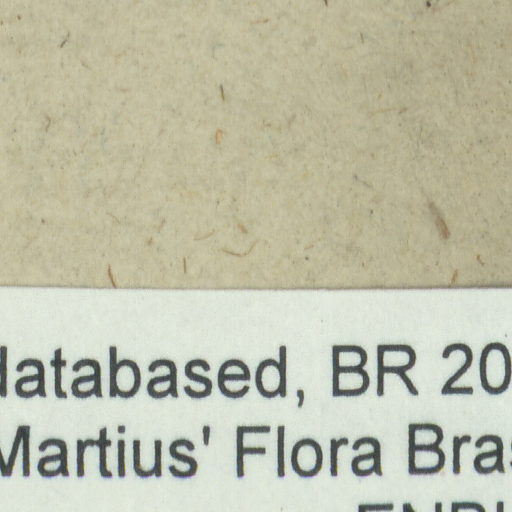 databased, BR 20
Martius' Flora Bras